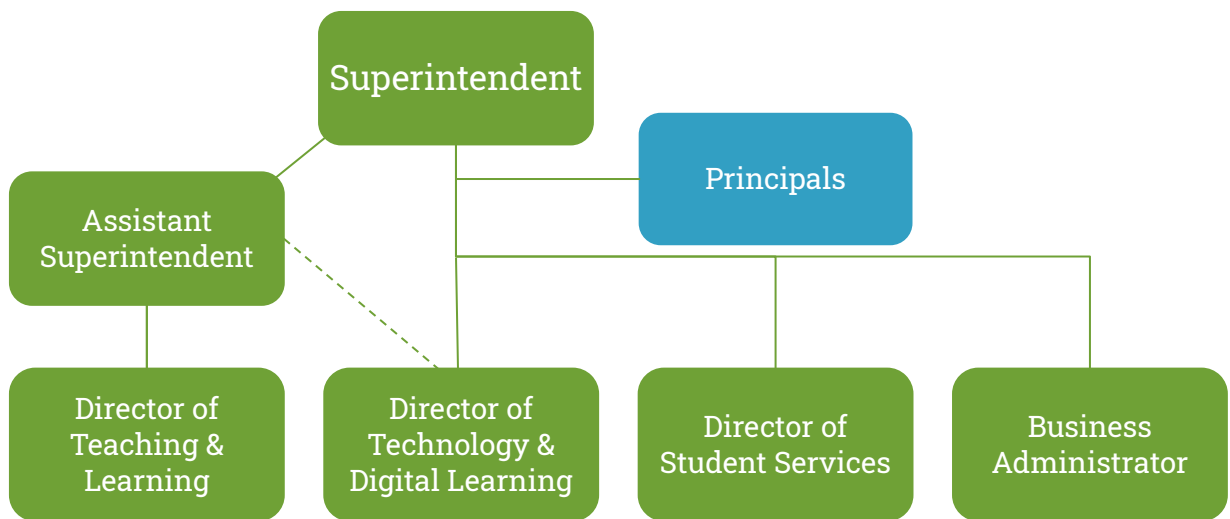 Superintendent
Principals
Assistant
Superintendent
Director of
Teaching &
Learning
Director of
Technology &
Digital Learning
Director of
Student Services
Business
Administrator